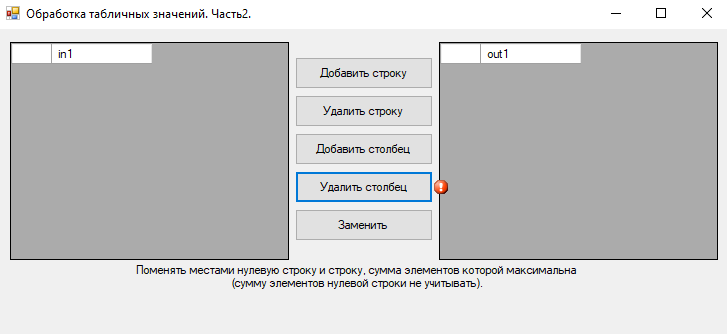 Обработка табличных значений. Часть2.
in1
out1
Добавить строку
Удалить строку
Добавить столбец
Удалить столбец
Заменить
Поменять местами нулевую строку и строку, сумма элементов которой максимальна
(сумму элементов нулевой строки не учитывать).